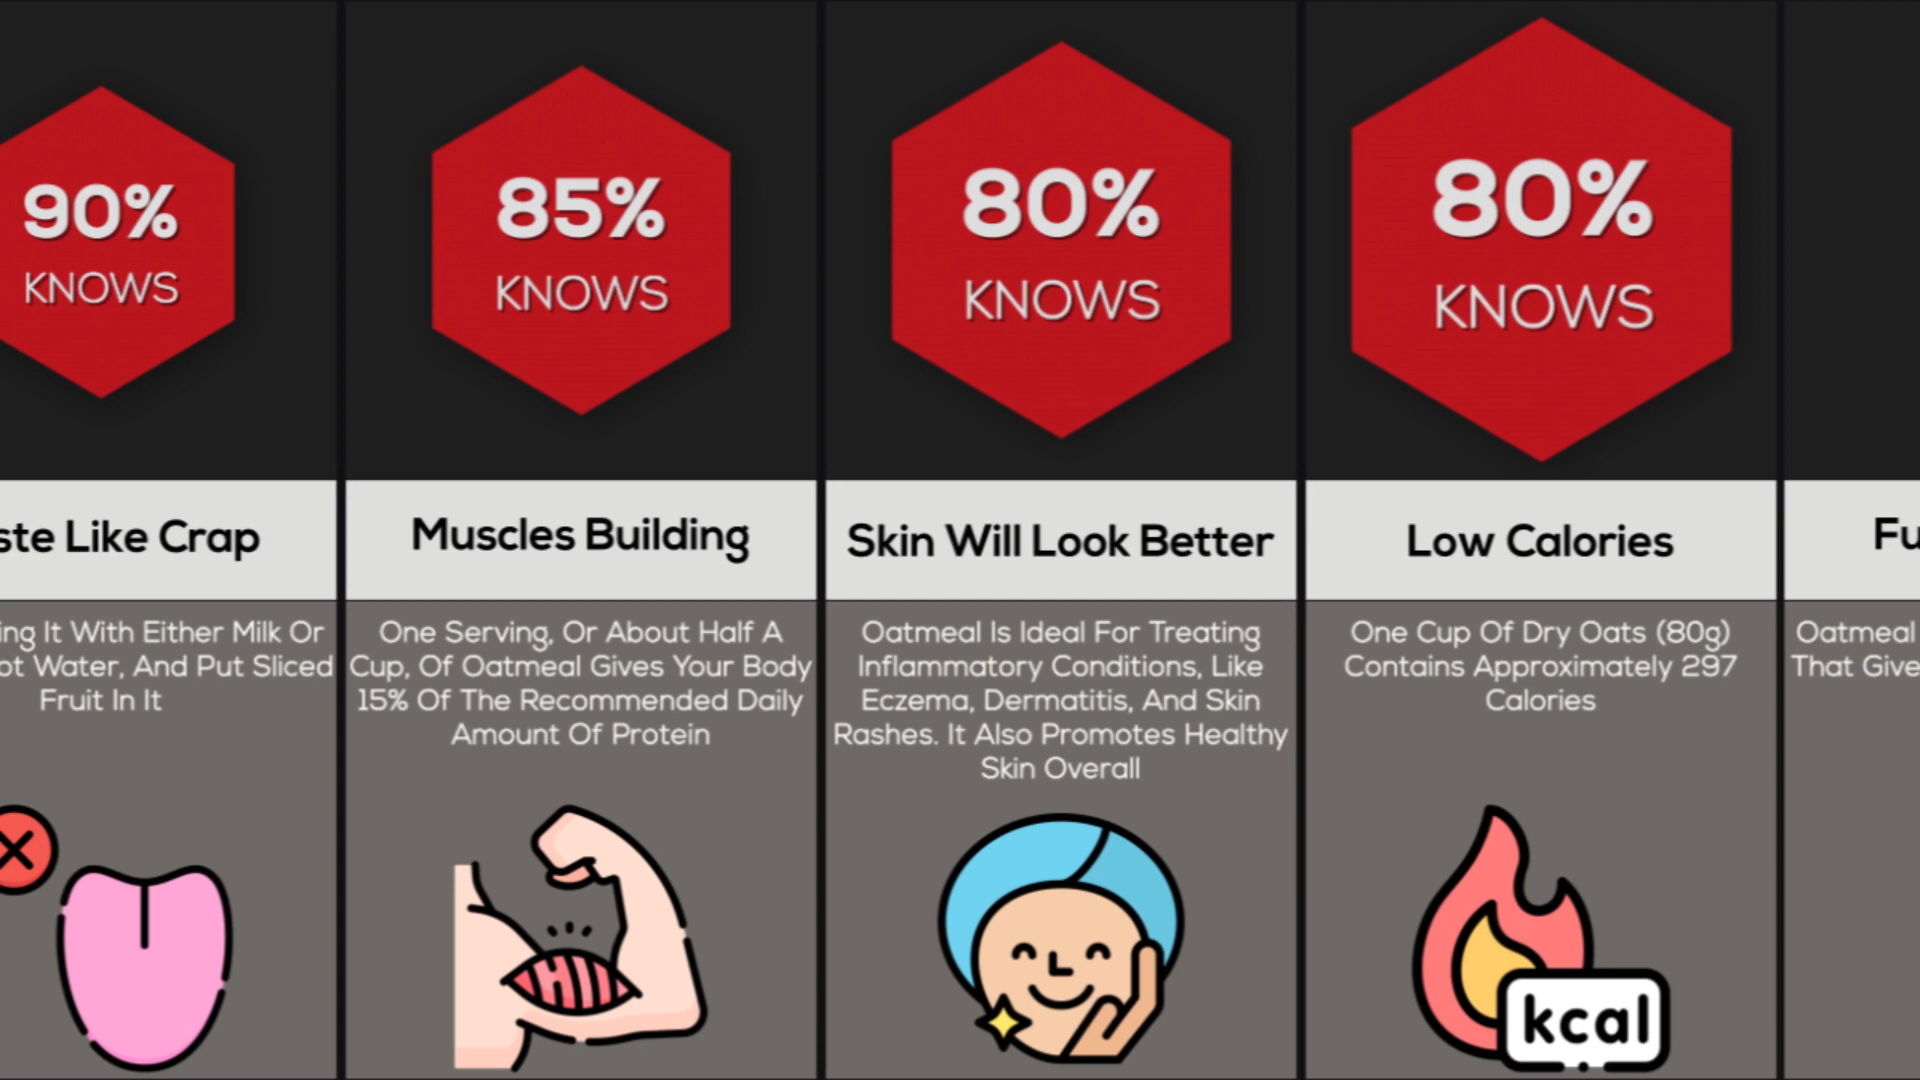 90%
KNOWS
ste Like Crap
ing It With Either Milk Or
ot Water, And Put Sliced
Fruit In It
85%
KNOWS
Muscles Building
One Serving, Or About Half A
Cup, Of Oatmeal Gives Your Body
15% Of The Recommended Daily
Amount Of Protein
80%
KNOWS
Skin Will Look Better
Oatmeal Is Ideal For Treating
Inflammatory Conditions, Like
Eczema, Dermatitis, And Skin
Rashes. It Also Promotes Healthy
Skin Overall
80%
KNOWS
Low Calories
One Cup Of Dry Oats (80g)
Contains Approximately 297
Calories
kcal
Fu
Oatmeal
That Give